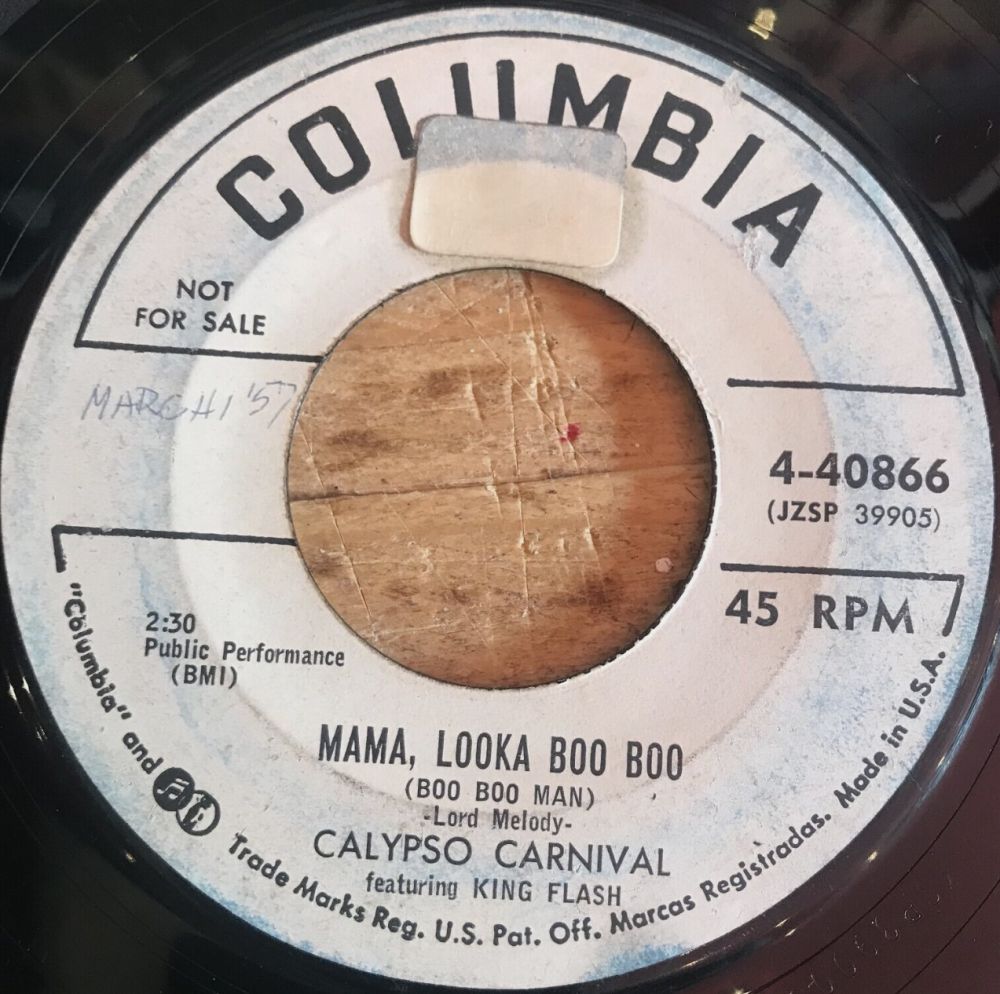 COLUMBIA
NOT
FOR SALE
MARCH 1 '57
4-40866
(JZSP 39905)
45 RPM
2:30
Public Performance
(BMI)
MAMA, LOOKA BOO BOO
(BOO BOO MAN)
-Lord Melody-
CALYPSO CARNIVAL
featuring KING FLASH
"Columbia" and Trade Marks Reg. U.S. Pat. Off. Marcas Registradas. Made in U.S.A.